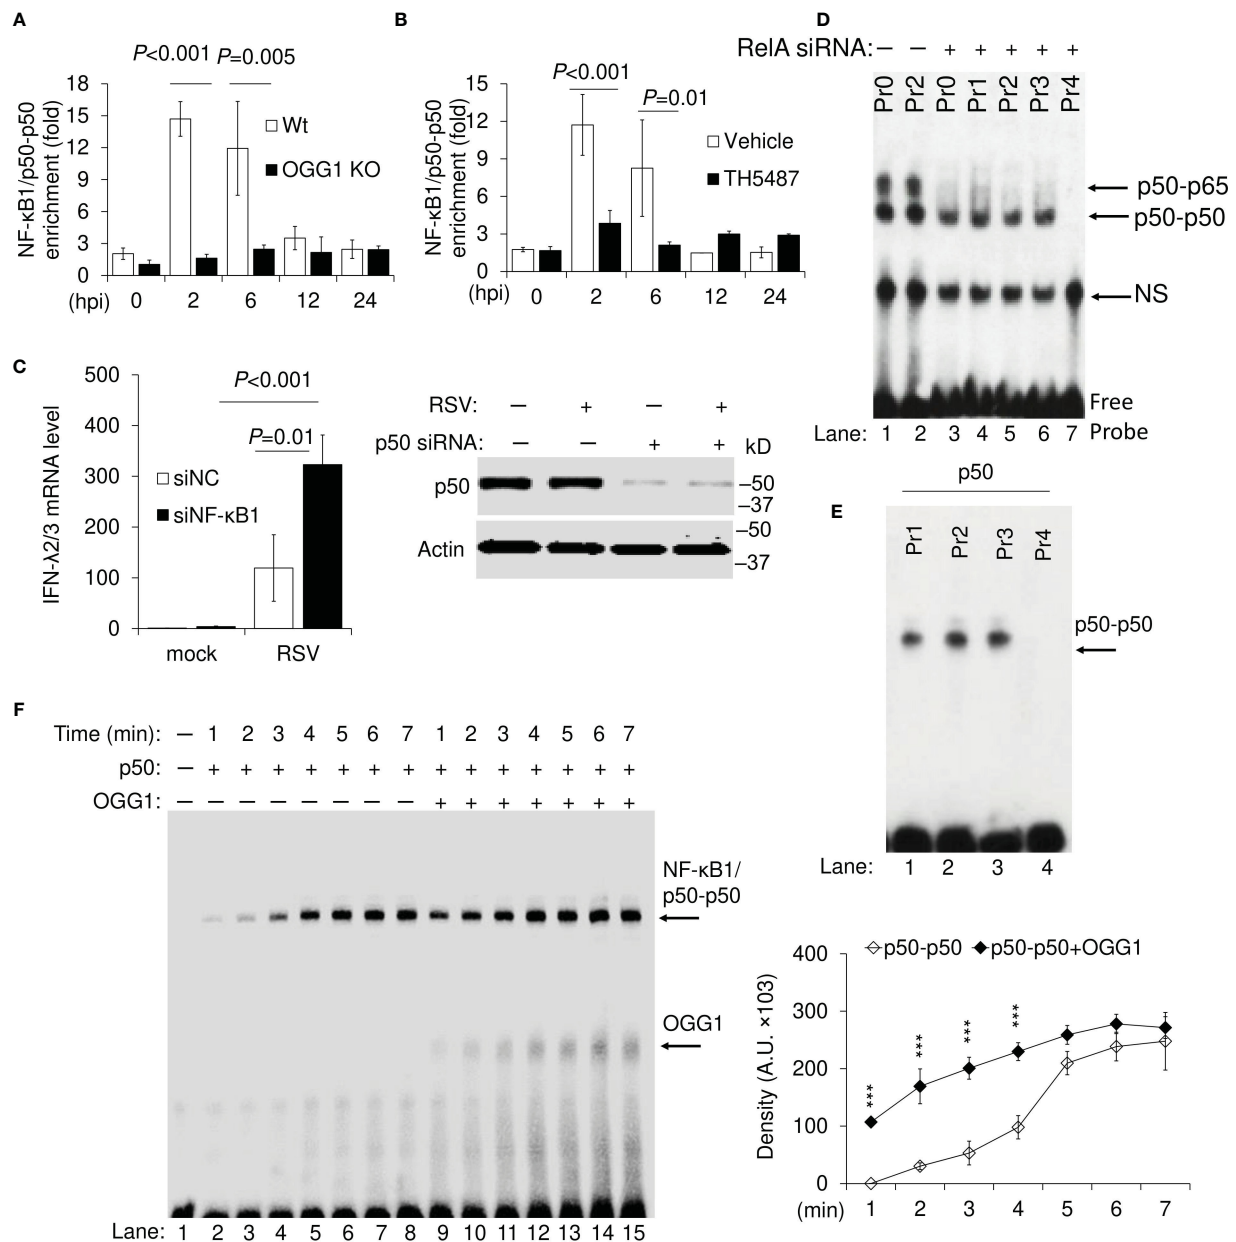 A
P<0.001 P=0.005
NF-κB1/p50-p50
enrichment (fold)
18
15
12
9
6
3
0
Wt
OGG1 KO
(hpi) 0 2 6 12 24
B
P<0.001
P=0.01
NF-κB1/p50-p50
enrichment (fold)
15
12
9
6
3
0
Vehicle
TH5487
(hpi) 0 2 6 12 24
C
IFN-λ2/3 mRNA level
500
400
300
200
100
0
P<0.001
P=0.01
siNC
siNF-κB1
mock RSV
RSV: – + – +
p50 siRNA: – – + + kD
p50
–50
–37
Actin
–50
–37
D
RelA siRNA: – – + + + + +
Pr0 Pr2 Pr0 Pr1 Pr2 Pr3 Pr4
p50-p65
p50-p50
NS
Free
Probe
Lane: 1 2 3 4 5 6 7
E
p50
Pr1 Pr2 Pr3 Pr4
p50-p50
Lane: 1 2 3 4
F
Time (min): – 1 2 3 4 5 6 7 1 2 3 4 5 6 7
p50: – + + + + + + + + + + + + + +
OGG1: – – – – – – – – + + + + + + +
NF-κB1/
p50-p50
OGG1
Lane: 1 2 3 4 5 6 7 8 9 10 11 12 13 14 15
p50-p50 p50-p50+OGG1
Density (A.U. ×103)
400
300
200
100
0
*** *** *** ***
(min) 1 2 3 4 5 6 7